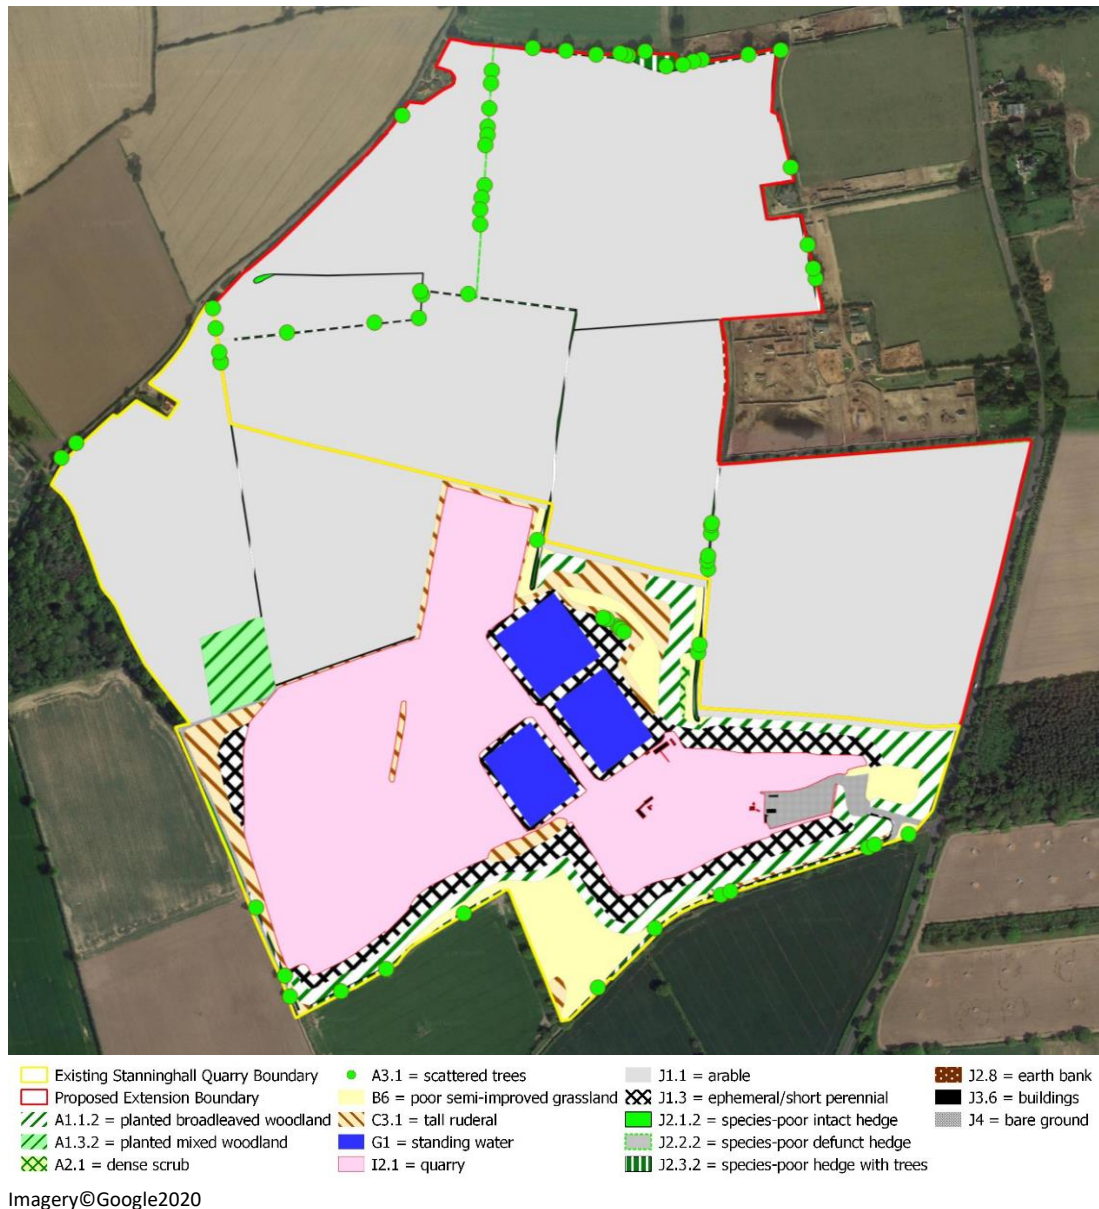 Existing Stanninghall Quarry Boundary
Proposed Extension Boundary
A1.1.2 = planted broadleaved woodland
A1.3.2 = planted mixed woodland
A2.1 = dense scrub
A3.1 = scattered trees
B6 = poor semi-improved grassland
C3.1 = tall ruderal
G1 = standing water
I2.1 = quarry
J1.1 = arable
J1.3 = ephemeral/short perennial
J2.1.2 = species-poor intact hedge
J2.2.2 = species-poor defunct hedge
J2.3.2 = species-poor hedge with trees
J2.8 = earth bank
J3.6 = buildings
J4 = bare ground
Imagery©Google2020